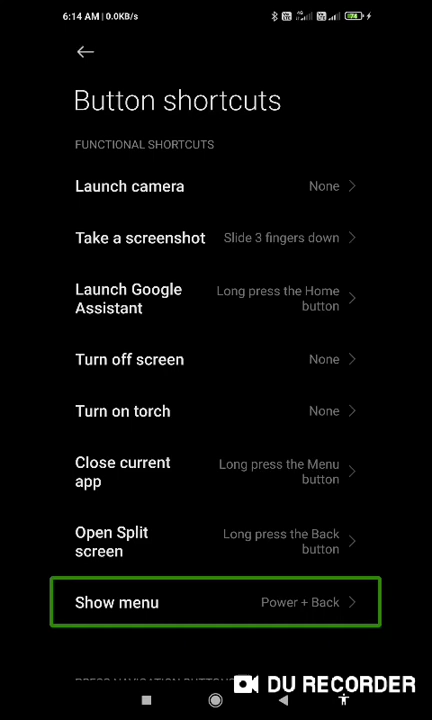 6:14 AM | 0.0KB/s
Button shortcuts
FUNCTIONAL SHORTCUTS
Launch camera None
Take a screenshot Slide 3 fingers down
Launch Google Assistant Long press the Home button
Turn off screen None
Turn on torch None
Close current app Long press the Menu button
Open Split screen Long press the Back button
Show menu Power + Back
DU RECORDER